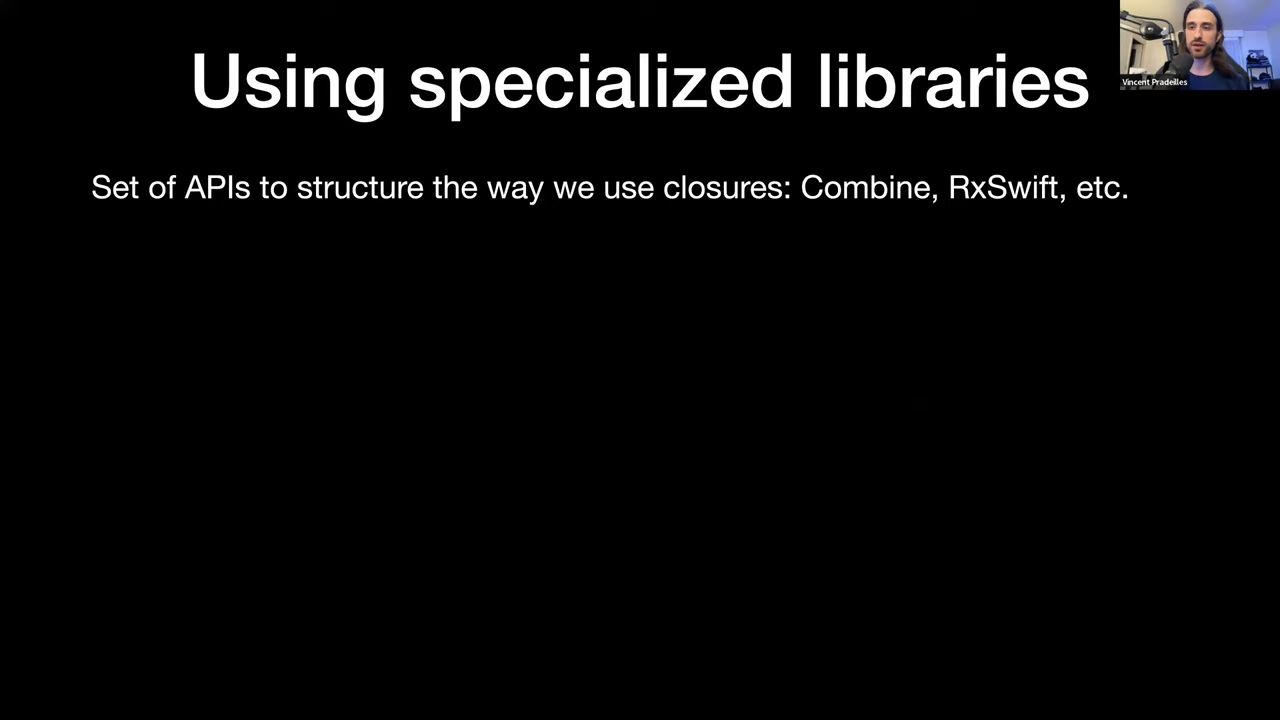 Using specialized libraries
Vincent Pradeilles
Set of APIs to structure the way we use closures: Combine, RxSwift, etc.